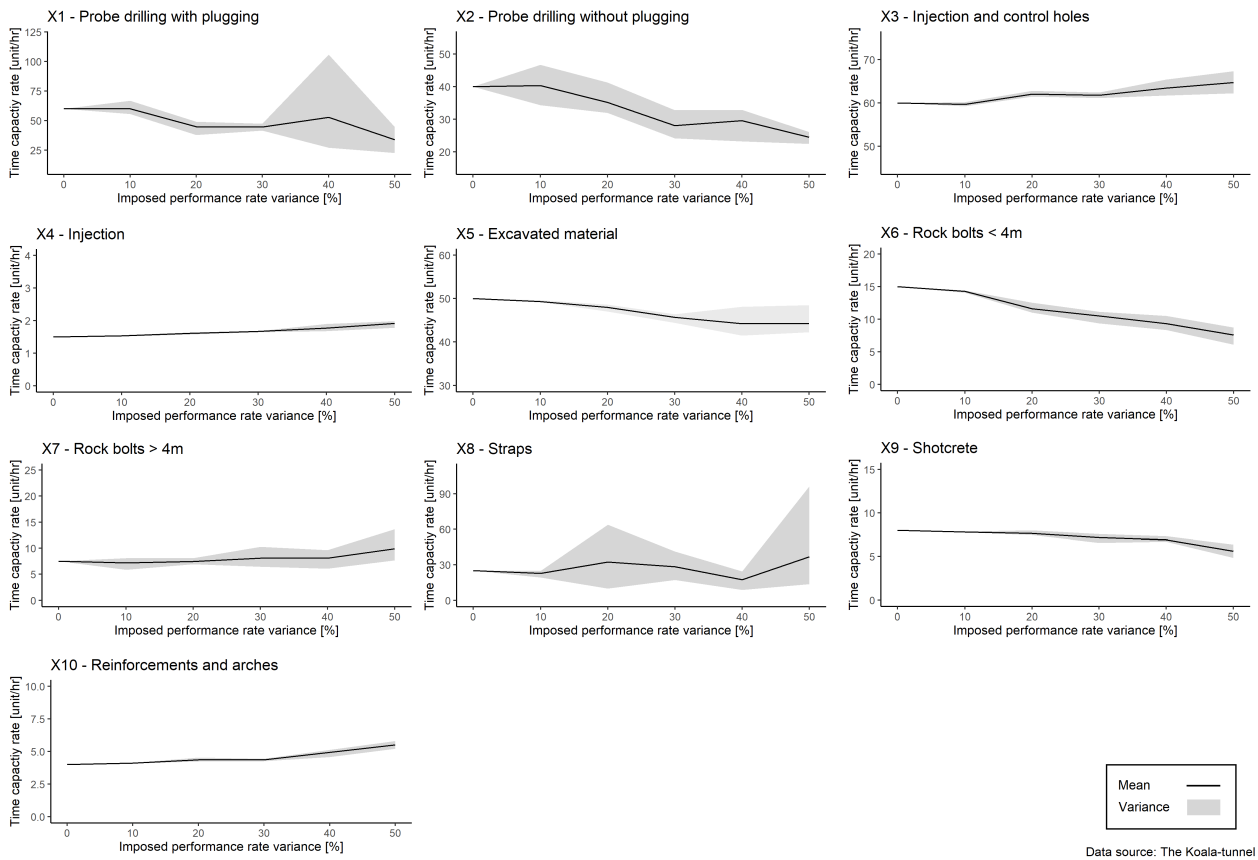 X1 - Probe drilling with plugging
Time capactiy rate [unit/hr]
125
100
75
50
25
0 10 20 30 40 50
Imposed performance rate variance [%]
X2 - Probe drilling without plugging
Time capactiy rate [unit/hr]
50
40
30
20
0 10 20 30 40 50
Imposed performance rate variance [%]
X3 - Injection and control holes
Time capactiy rate [unit/hr]
70
60
50
0 10 20 30 40 50
Imposed performance rate variance [%]
X4 - Injection
Time capactiy rate [unit/hr]
4
3
2
1
0
0 10 20 30 40 50
Imposed performance rate variance [%]
X5 - Excavated material
Time capactiy rate [unit/hr]
60
50
40
30
0 10 20 30 40 50
Imposed performance rate variance [%]
X6 - Rock bolts < 4m
Time capactiy rate [unit/hr]
20
15
10
5
0
0 10 20 30 40 50
Imposed performance rate variance [%]
X7 - Rock bolts > 4m
Time capactiy rate [unit/hr]
25
20
15
10
5
0
0 10 20 30 40 50
Imposed performance rate variance [%]
X8 - Straps
Time capactiy rate [unit/hr]
90
60
30
0
0 10 20 30 40 50
Imposed performance rate variance [%]
X9 - Shotcrete
Time capactiy rate [unit/hr]
15
10
5
0
0 10 20 30 40 50
Imposed performance rate variance [%]
X10 - Reinforcements and arches
Time capactiy rate [unit/hr]
10.0
7.5
5.0
2.5
0.0
0 10 20 30 40 50
Imposed performance rate variance [%]
Mean
Variance
Data source: The Koala-tunnel